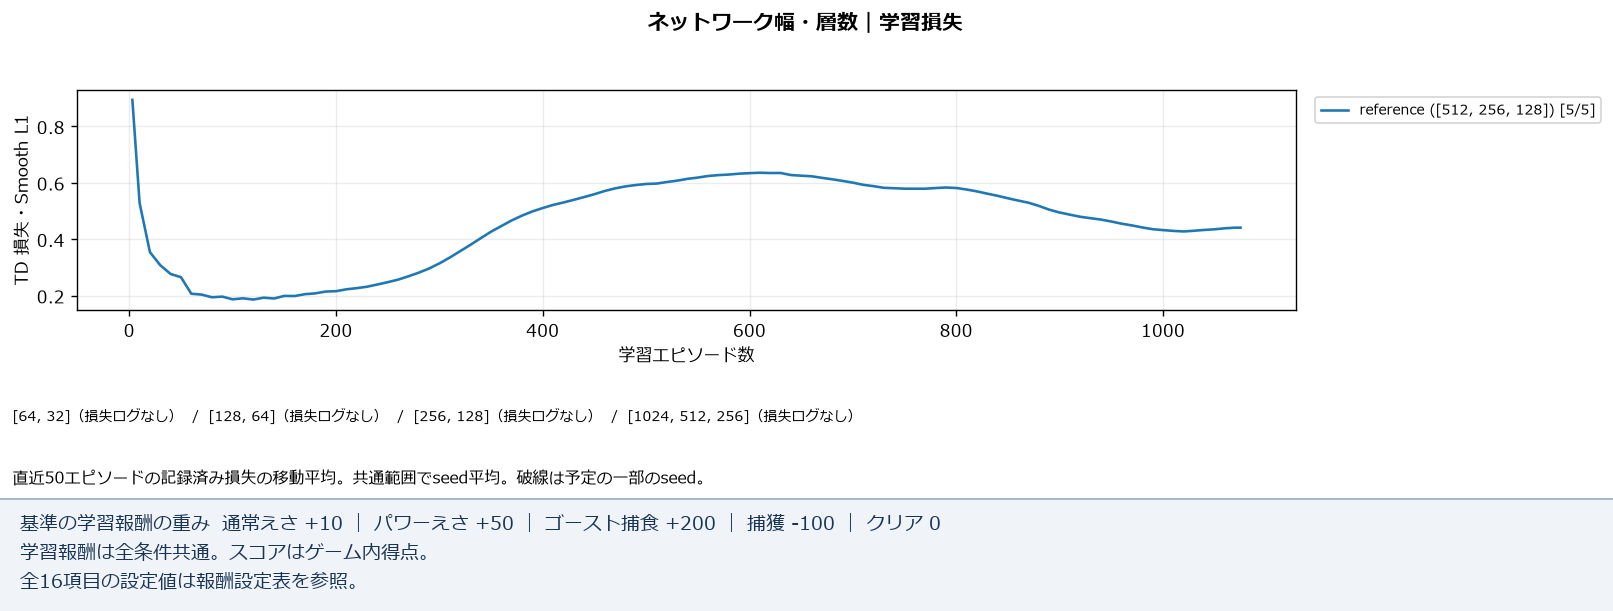 ネットワーク幅・層数 | 学習損失
TD 損失・Smooth L1
0.8
0.6
0.4
0.2
0 200 400 600 800 1000
学習エピソード数
reference ([512, 256, 128]) [5/5]
[64, 32]（損失ログなし） / [128, 64]（損失ログなし） / [256, 128]（損失ログなし） / [1024, 512, 256]（損失ログなし）
直近50エピソードの記録済み損失の移動平均。共通範囲でseed平均。破線は予定の一部のseed。
基準の学習報酬の重み 通常えさ +10 ｜ パワーえさ +50 ｜ ゴースト捕食 +200 ｜ 捕獲 -100 ｜ クリア 0
学習報酬は全条件共通。スコアはゲーム内得点。
全16項目の設定値は報酬設定表を参照。